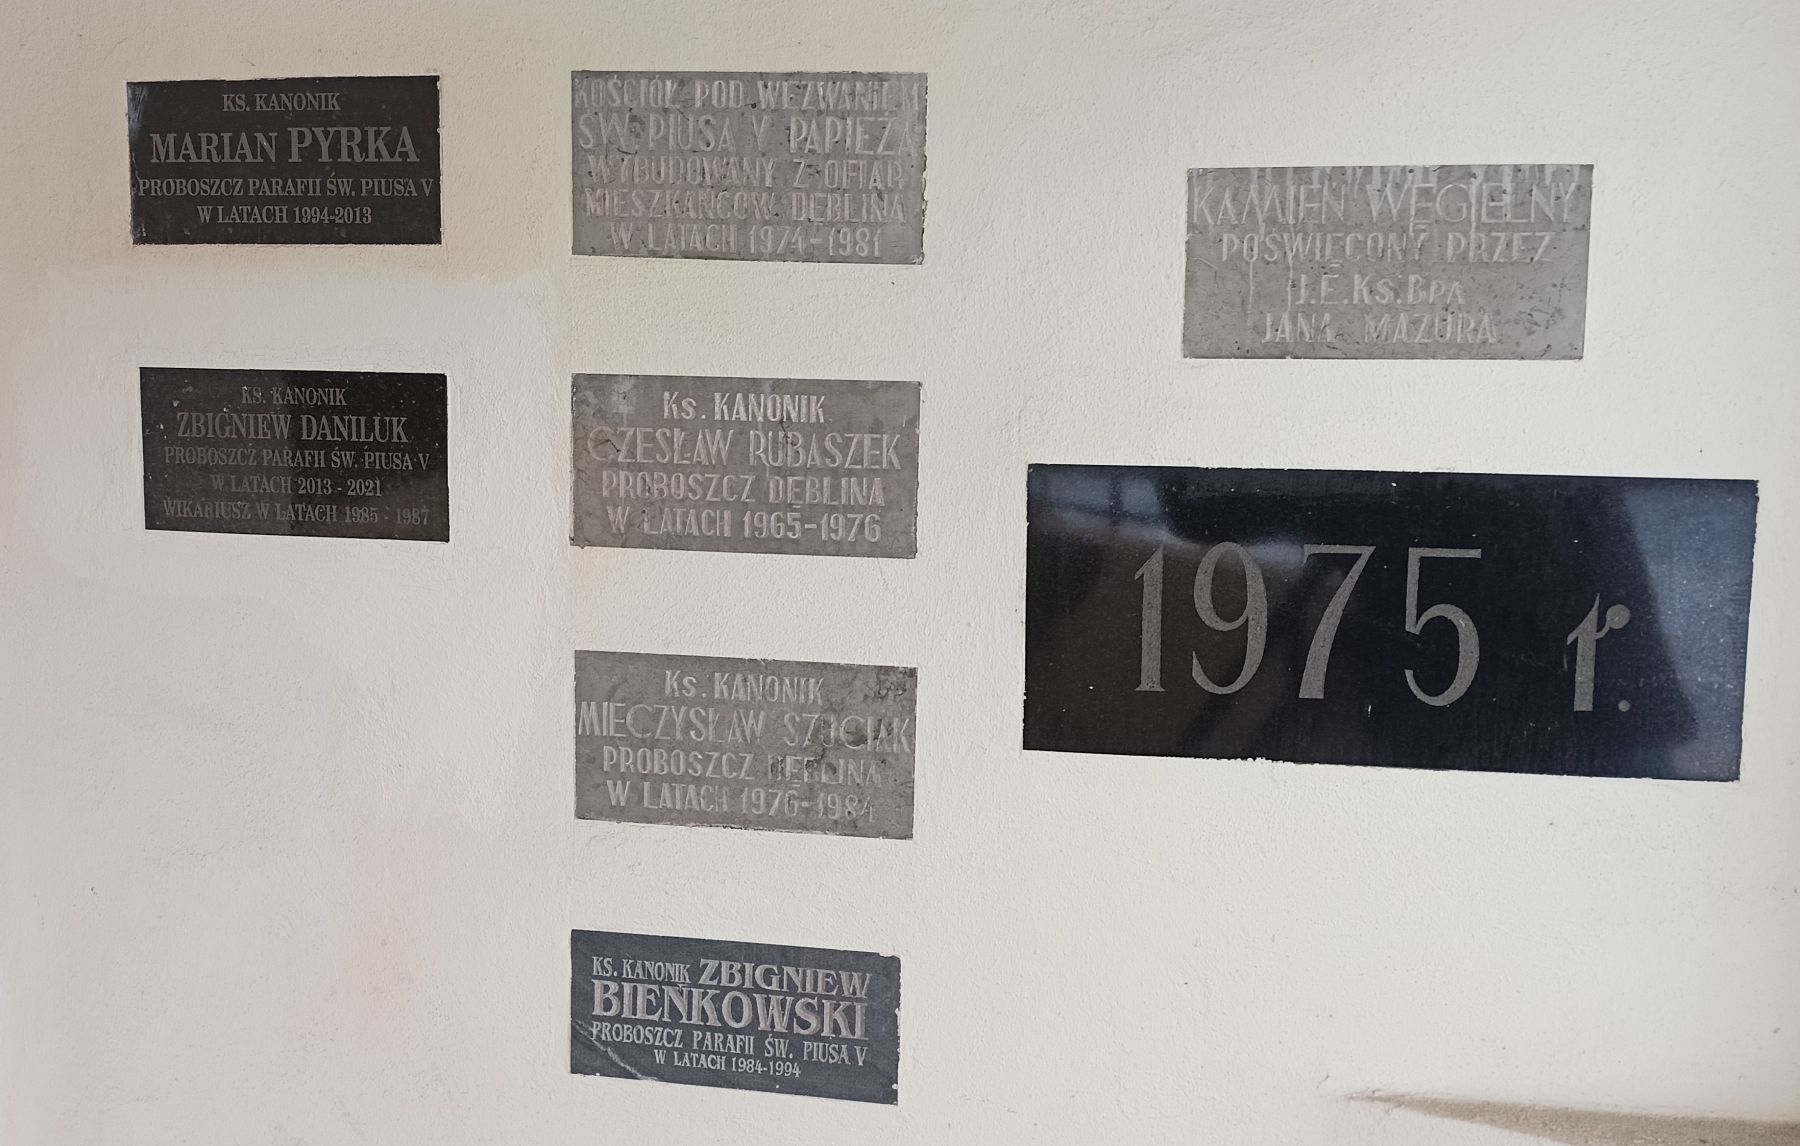 KS. KANONIK
MARIAN PYRKA
PROBOSZCZ PARAFII ŚW. PIUSA V
W LATACH 1994-2013
KS. KANONIK
ZBIGNIEW DANILUK
PROBOSZCZ PARAFII ŚW. PIUSA V
W LATACH 2013 - 2021
WIKARIUSZ W LATACH 1985 - 1987
KOŚCIÓŁ POD WEZWANIEM
ŚW. PIUSA V PAPIEŻA
WYBUDOWANY Z OFIAR
MIESZKAŃCÓW DĘBLINA
W LATACH 1974-1981
Ks. KANONIK
CZESŁAW RUBASZEK
PROBOSZCZ DĘBLINA
W LATACH 1965-1976
Ks. KANONIK
MIECZYSŁAW SZUCIAK
PROBOSZCZ DĘBLINA
W LATACH 1976-1984
KS. KANONIK ZBIGNIEW
BIEŃKOWSKI
PROBOSZCZ PARAFII ŚW. PIUSA V
W LATACH 1984-1994
KAMIEŃ WĘGIELNY
POŚWIĘCONY PRZEZ
J.E.Ks.Bpa
JANA MAZURA
1975 r.